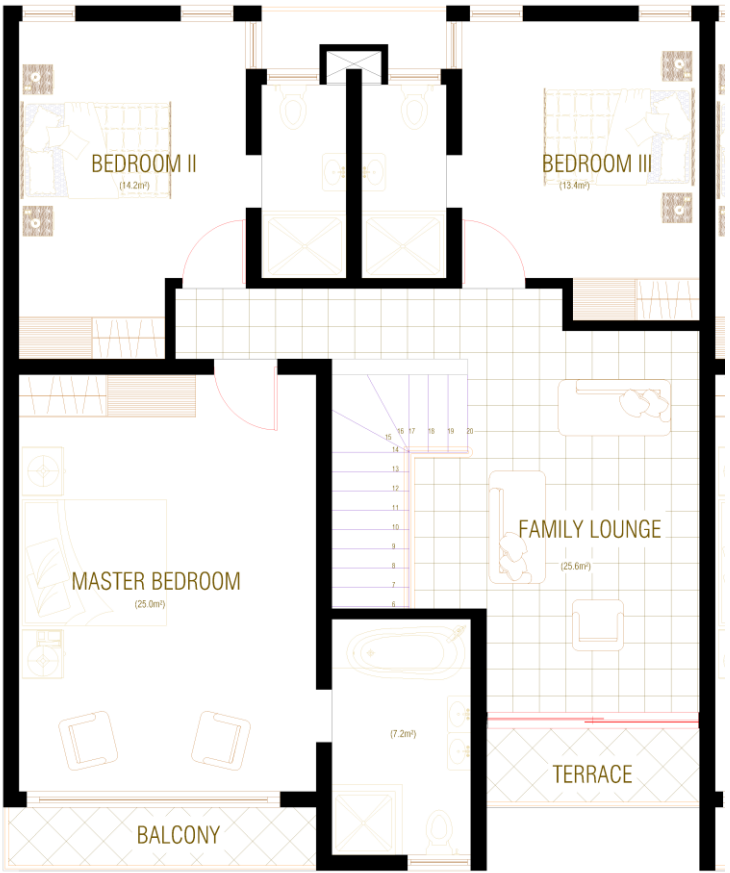 BEDROOM II
(14.2m²)
BEDROOM III
(13.4m²)
16 17 18 19 20
15
14
13
12
11
10
9
8
7
6
FAMILY LOUNGE
(25.6m²)
MASTER BEDROOM
(25.0m²)
(7.2m²)
TERRACE
BALCONY